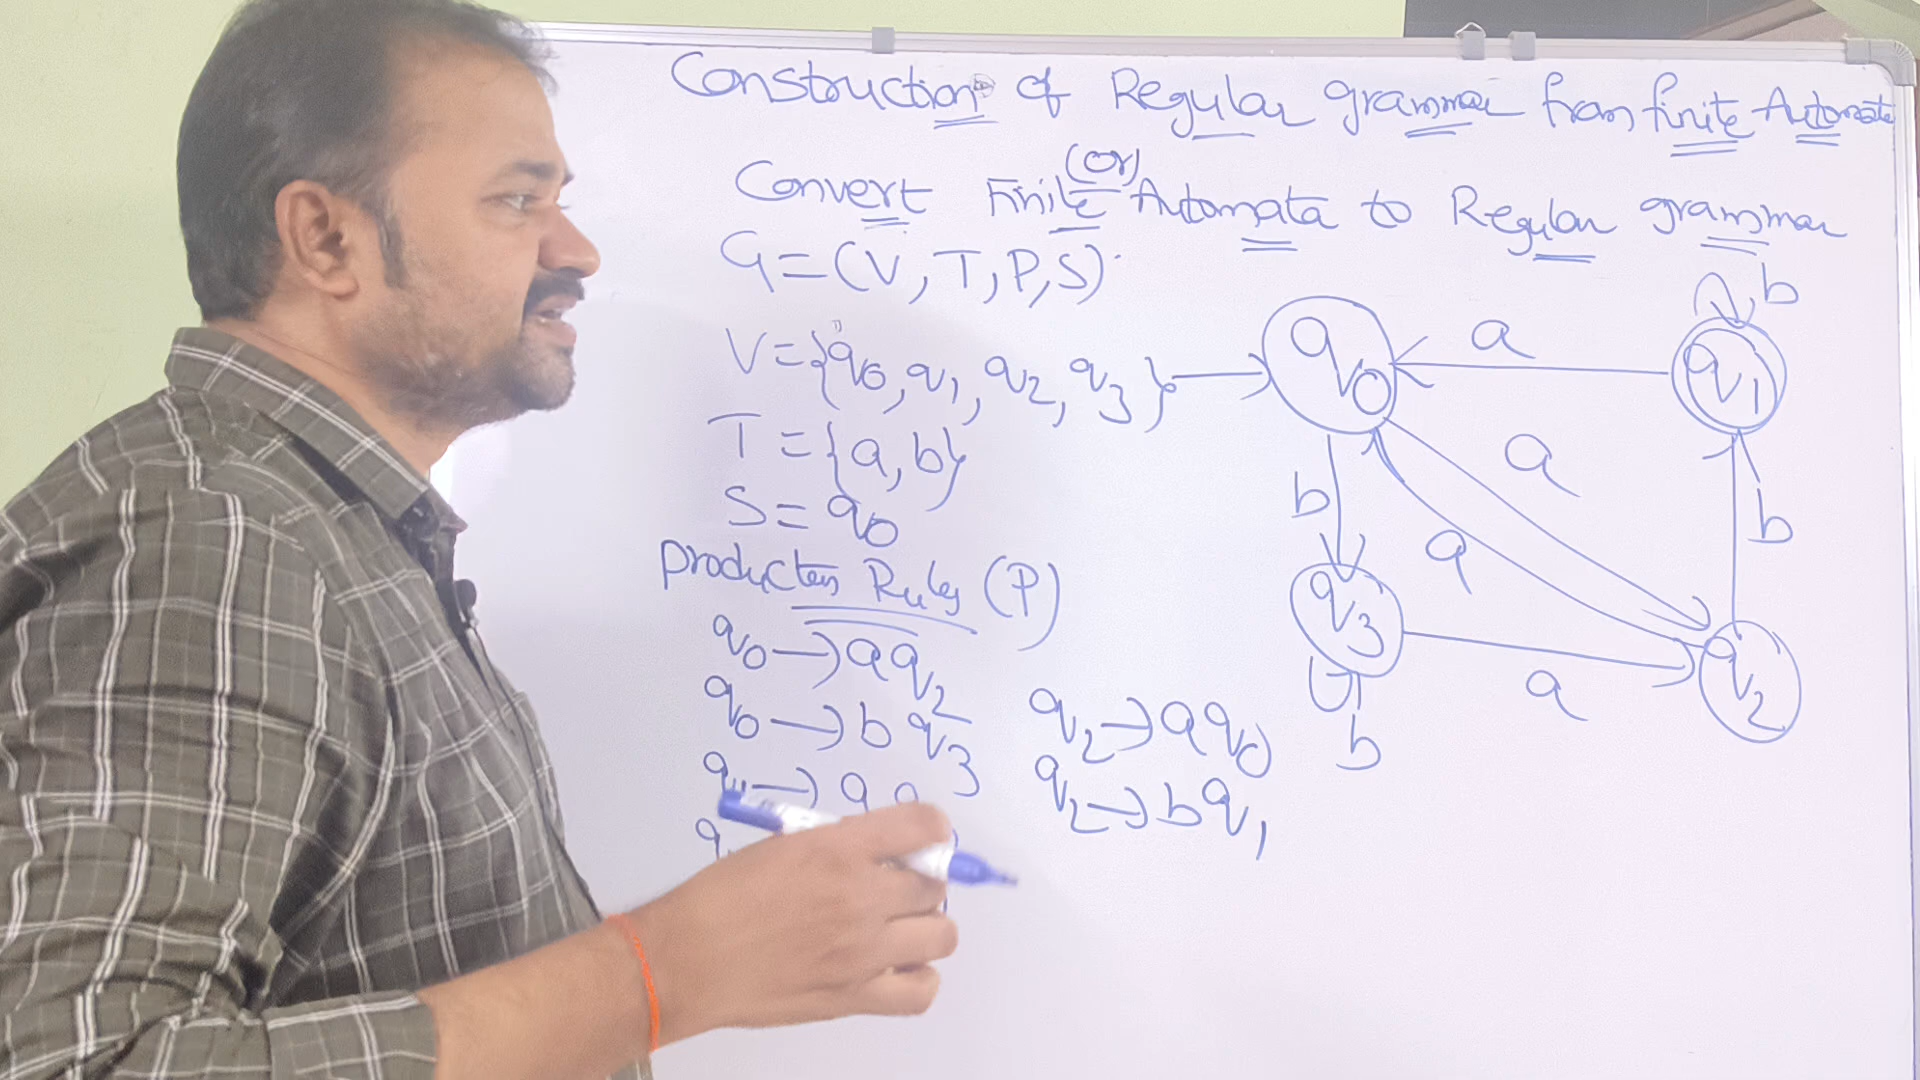 Construction of Regular grammar from finite Automata
(or)
Convert Finite Automata to Regular grammar
G=(V,T,P,S)
V={q0,q1,q2,q3}
T={a,b}
S=q0
Production Rules (P)
q0→aq2
q0→bq3
q2→aq0
q2→bq1
q0
a
q1
b
a
b
a
b
q3
a
q2
b